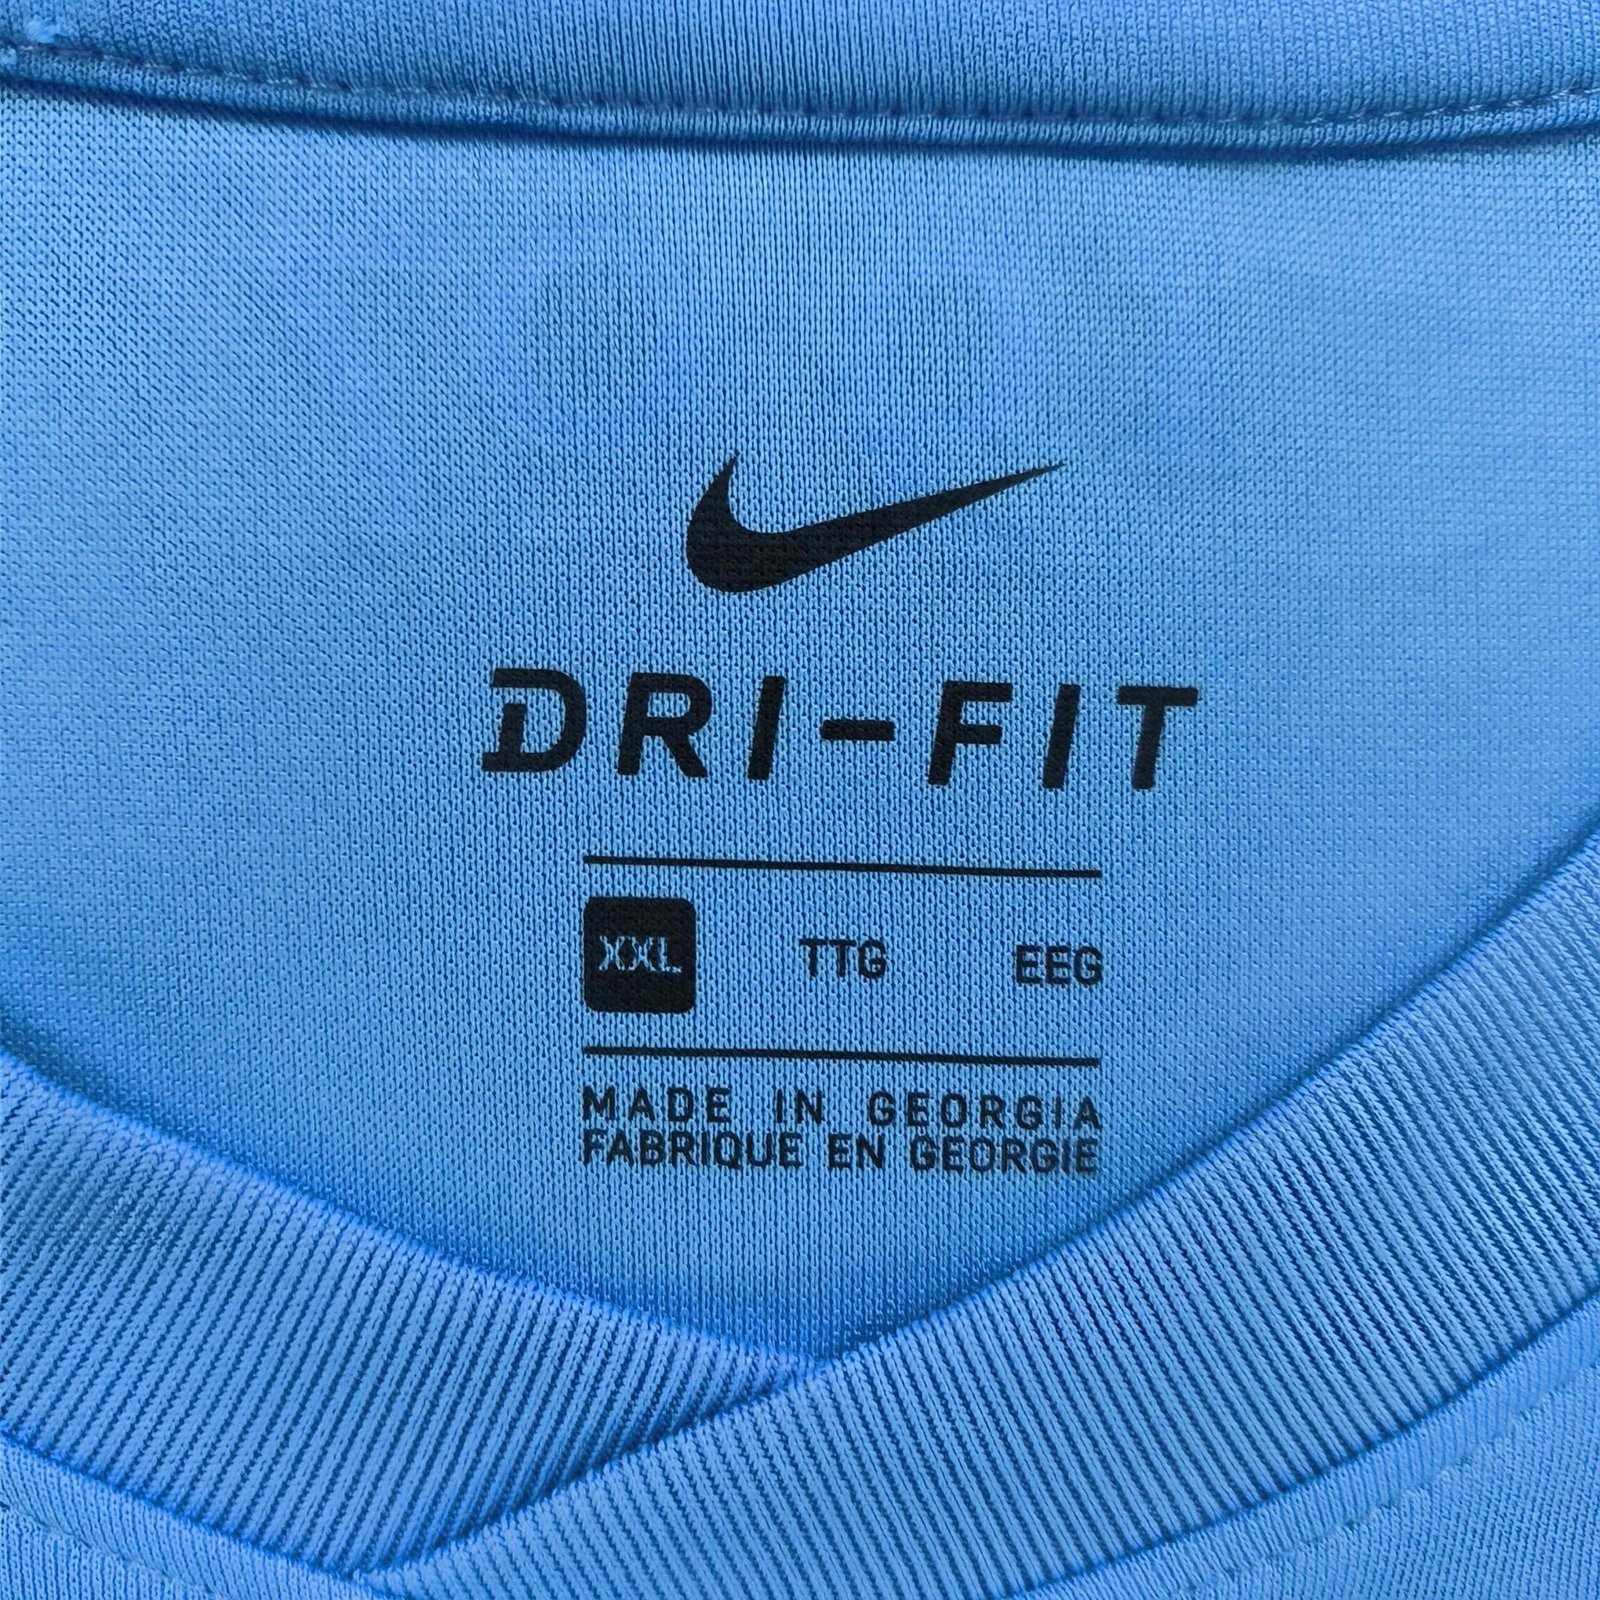 DRI-FIT
XXL TTG EEG
MADE IN GEORGIA
FABRIQUE EN GEORGIE